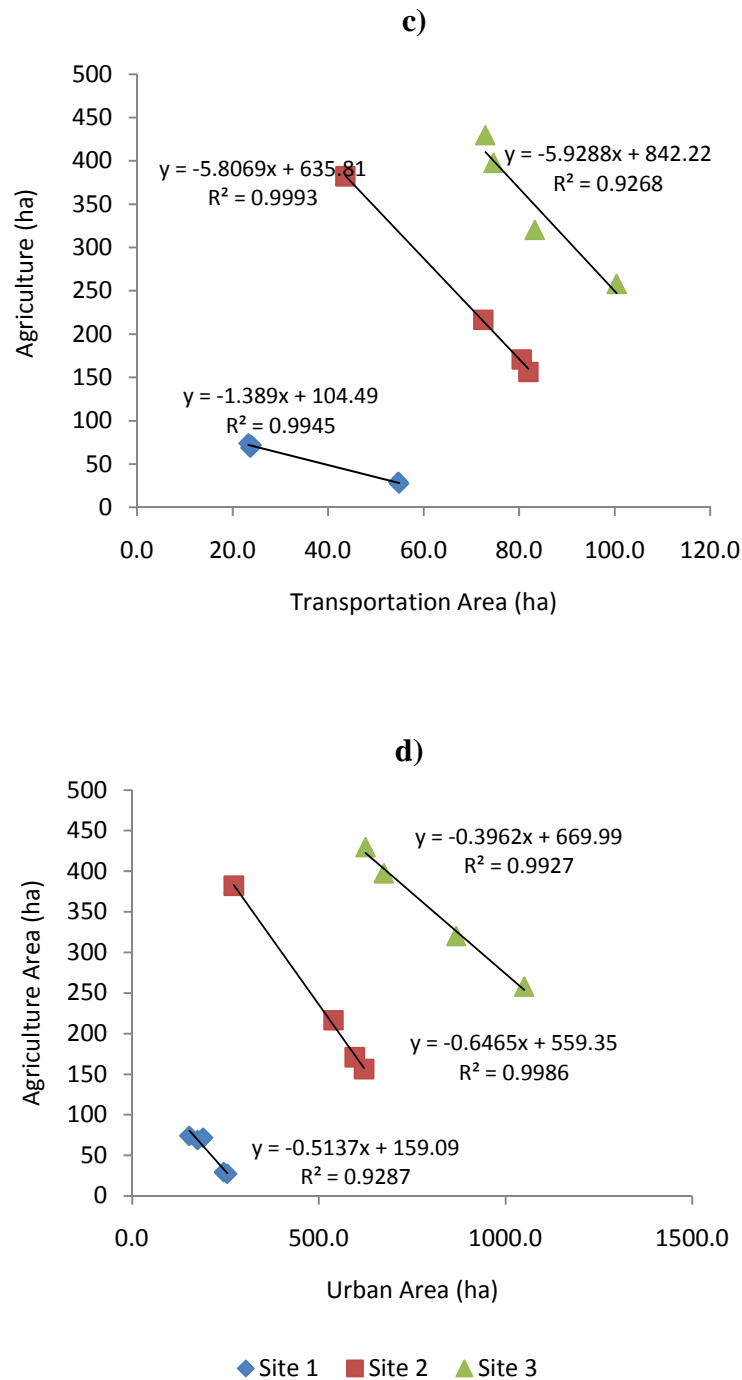 c)
500
450
400
350
300
250
200
150
100
50
0
Agriculture (ha)
y = -5.8069x + 635.81
R² = 0.9993
y = -5.9288x + 842.22
R² = 0.9268
y = -1.389x + 104.49
R² = 0.9945
0.0 20.0 40.0 60.0 80.0 100.0 120.0
Transportation Area (ha)
d)
500
450
400
350
300
250
200
150
100
50
0
Agriculture Area (ha)
y = -0.3962x + 669.99
R² = 0.9927
y = -0.6465x + 559.35
R² = 0.9986
y = -0.5137x + 159.09
R² = 0.9287
0.0 500.0 1000.0 1500.0
Urban Area (ha)
Site 1 Site 2 Site 3